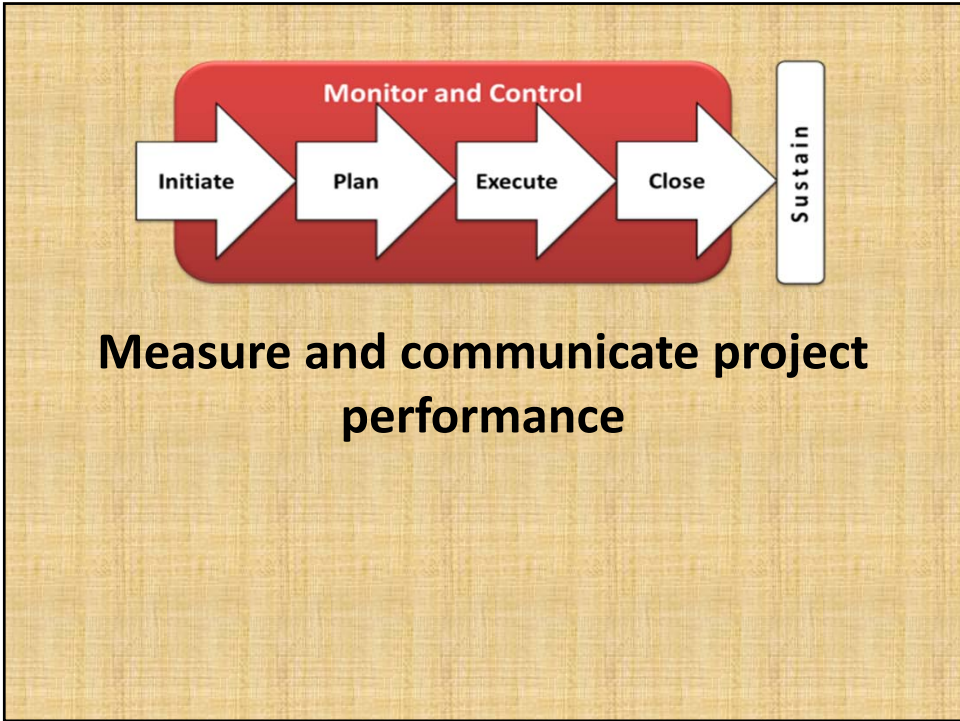 Monitor and Control
Initiate
Plan
Execute
Close
Sustain
Measure and communicate project
performance